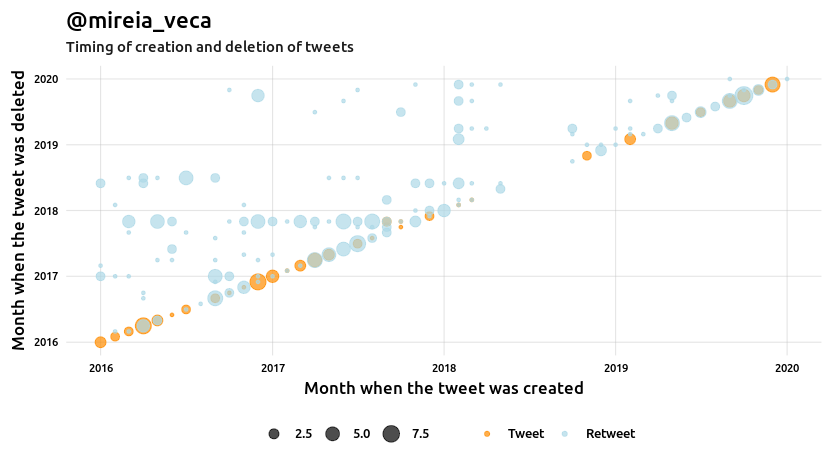 @mireia_veca
Timing of creation and deletion of tweets
Month when the tweet was deleted
2020
2019
2018
2017
2016
2016 2017 2018 2019 2020
Month when the tweet was created
2.5 5.0 7.5 Tweet Retweet